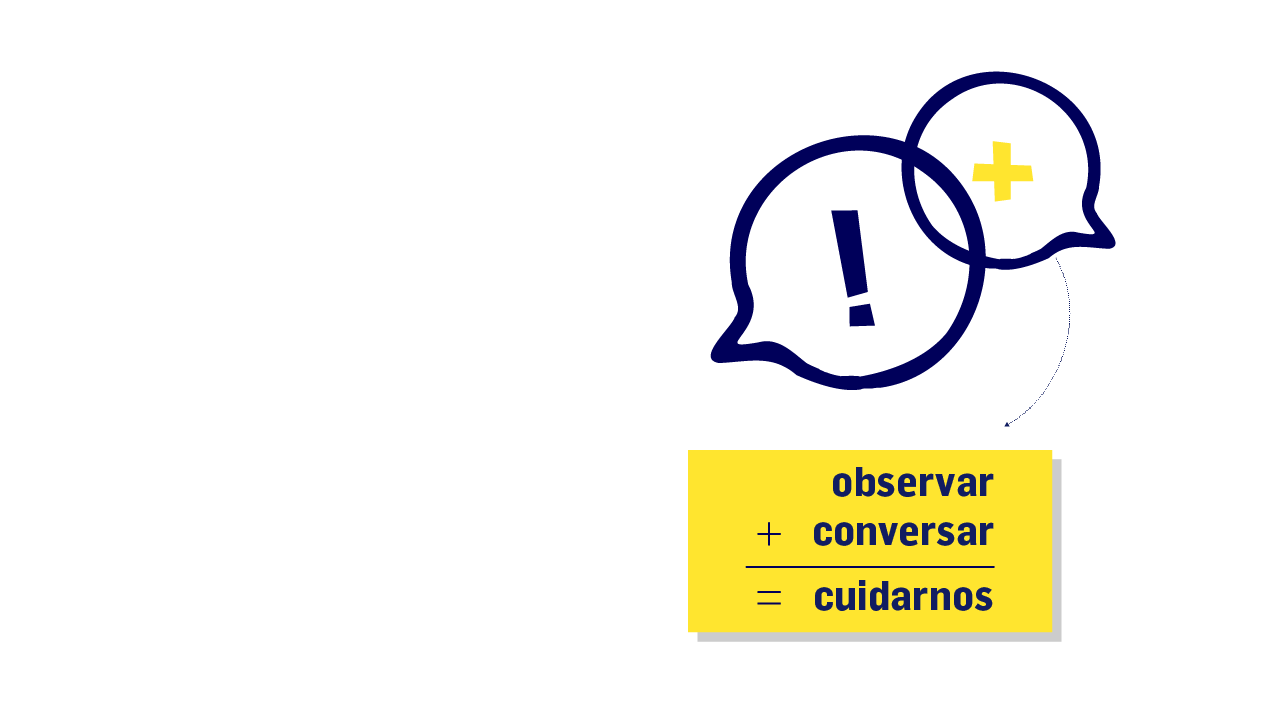 !
+
observar
+ conversar
= cuidarnos